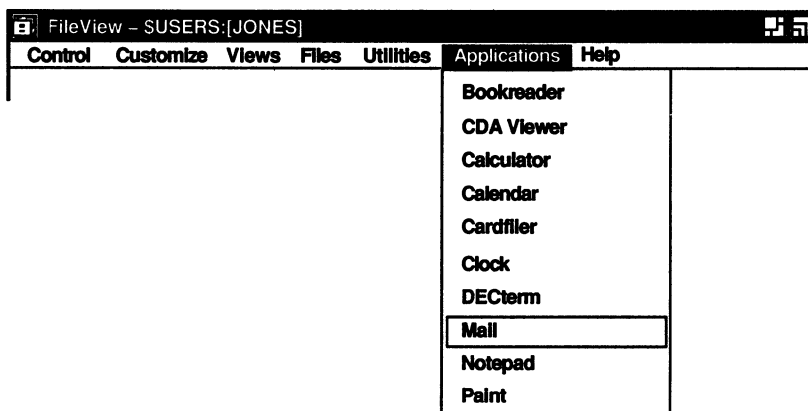 FileView – $USERS:[JONES]
Control Customize Views Files Utilities Applications Help
Bookreader
CDA Viewer
Calculator
Calendar
Cardfiler
Clock
DECterm
Mail
Notepad
Paint